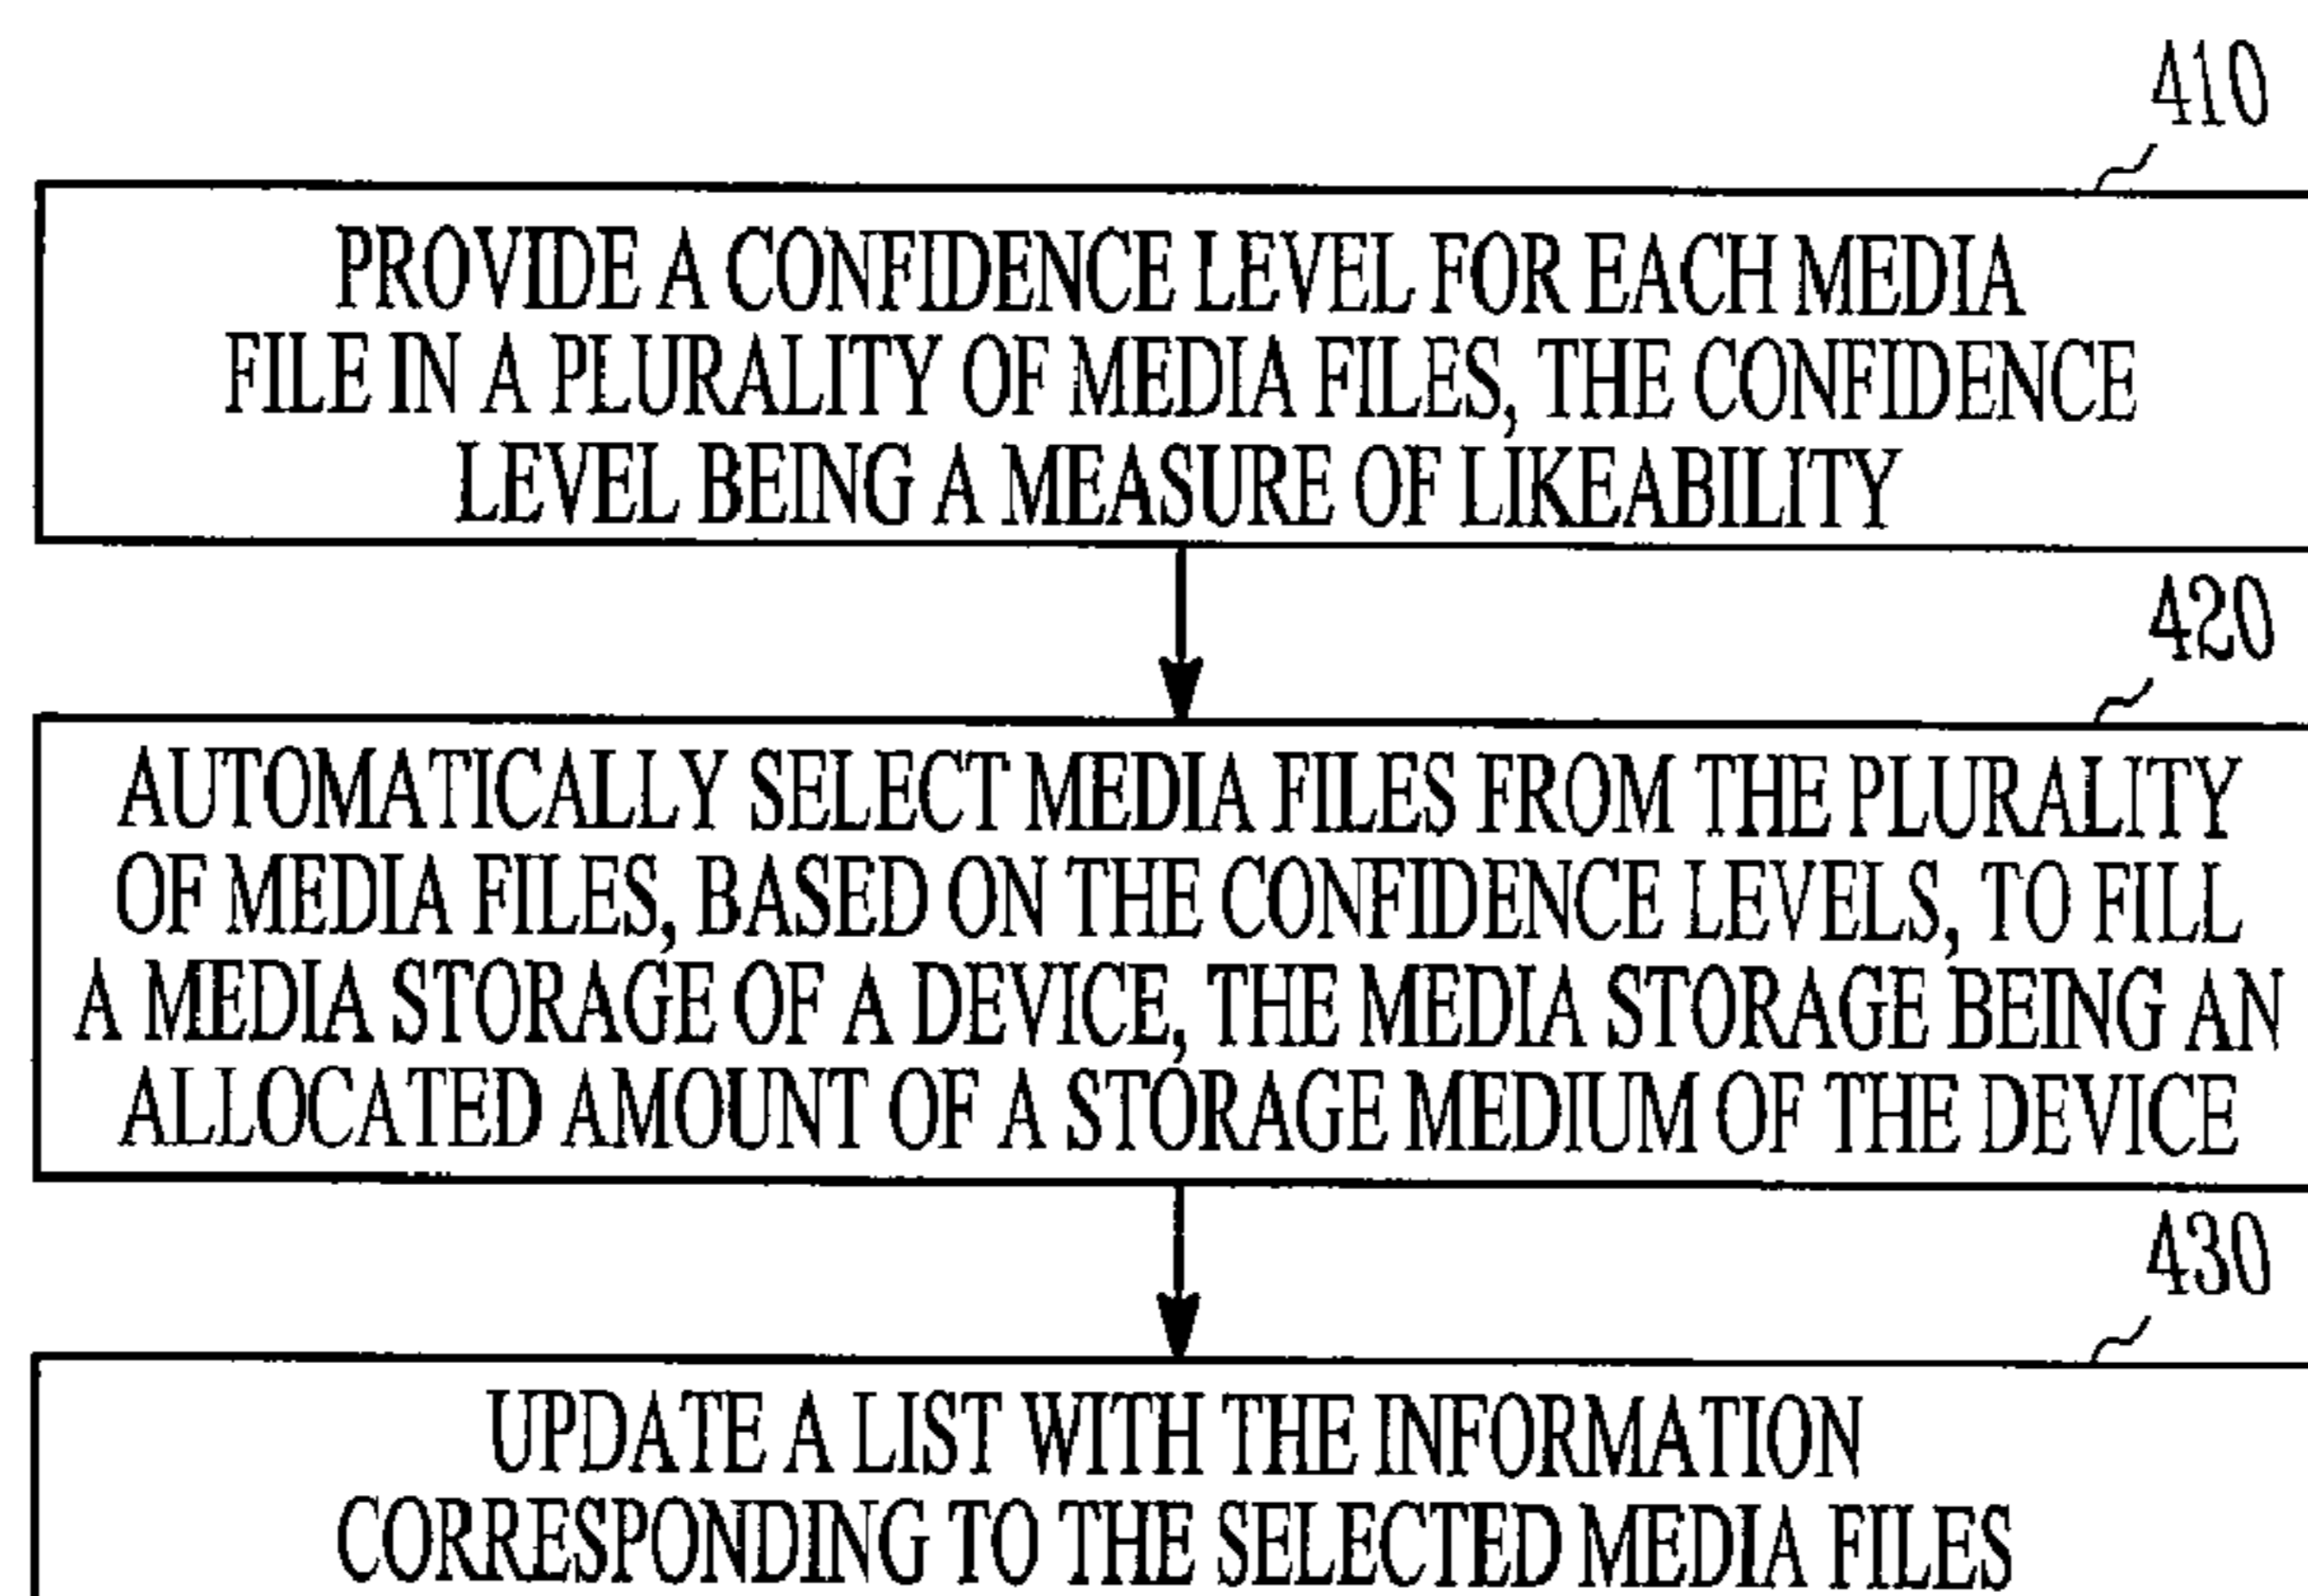 410
PROVIDE A CONFIDENCE LEVEL FOR EACH MEDIA
FILE IN A PLURALITY OF MEDIA FILES, THE CONFIDENCE
LEVEL BEING A MEASURE OF LIKEABILITY
420
AUTOMATICALLY SELECT MEDIA FILES FROM THE PLURALITY
OF MEDIA FILES, BASED ON THE CONFIDENCE LEVELS, TO FILL
A MEDIA STORAGE OF A DEVICE, THE MEDIA STORAGE BEING AN
ALLOCATED AMOUNT OF A STORAGE MEDIUM OF THE DEVICE
430
UPDATE A LIST WITH THE INFORMATION
CORRESPONDING TO THE SELECTED MEDIA FILES